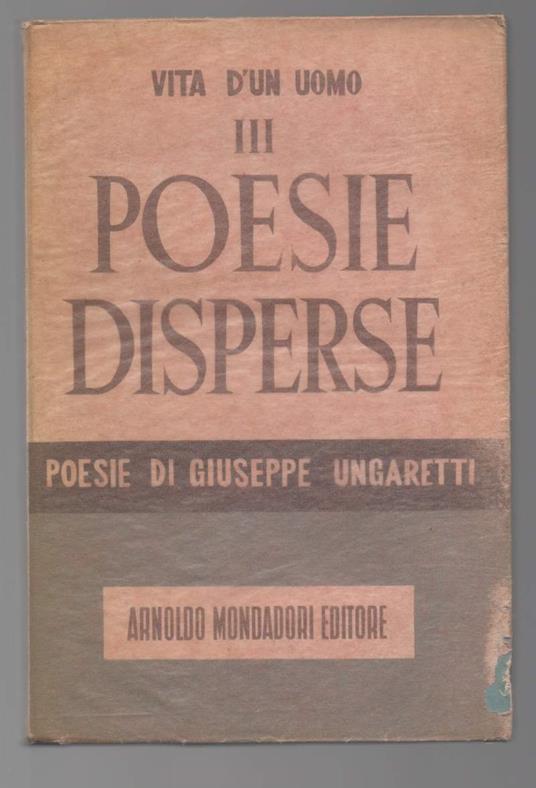 VITA D'UN UOMO
III
POESIE
DISPERSE
POESIE DI GIUSEPPE UNGARETTI
ARNOLDO MONDADORI EDITORE